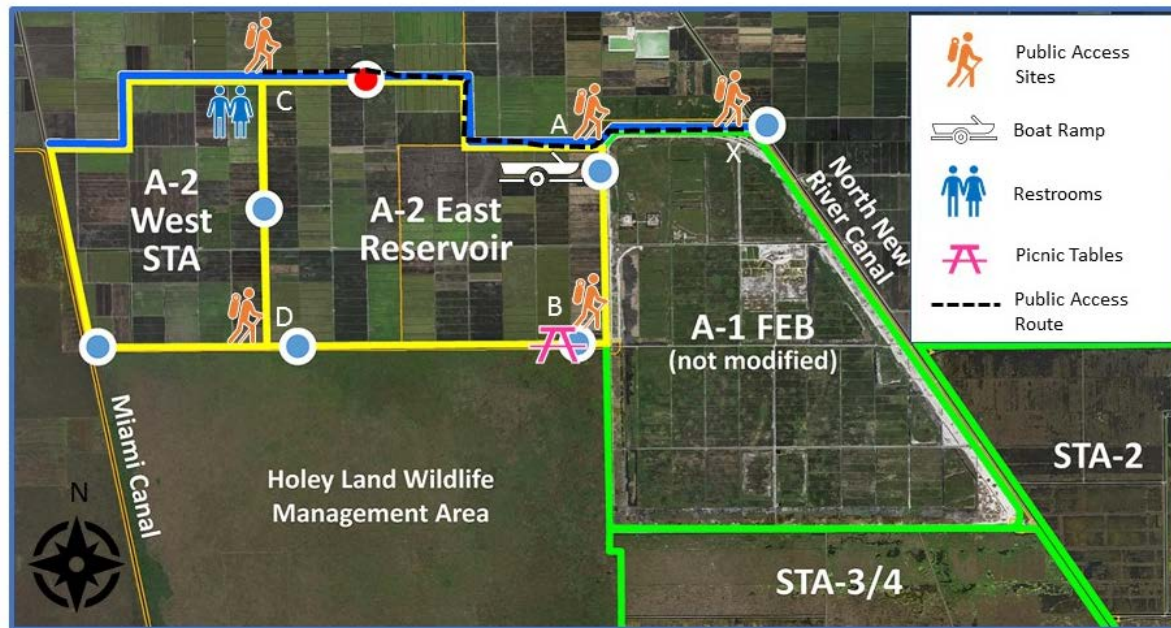 Public Access
Sites
Boat Ramp
Restrooms
Picnic Tables
Public Access
Route
C
A
X
A-2
West
STA
A-2 East
Reservoir
North New
River Canal
D
B
A-1 FEB
(not modified)
Miami Canal
Holey Land Wildlife
Management Area
STA-2
STA-3/4
N